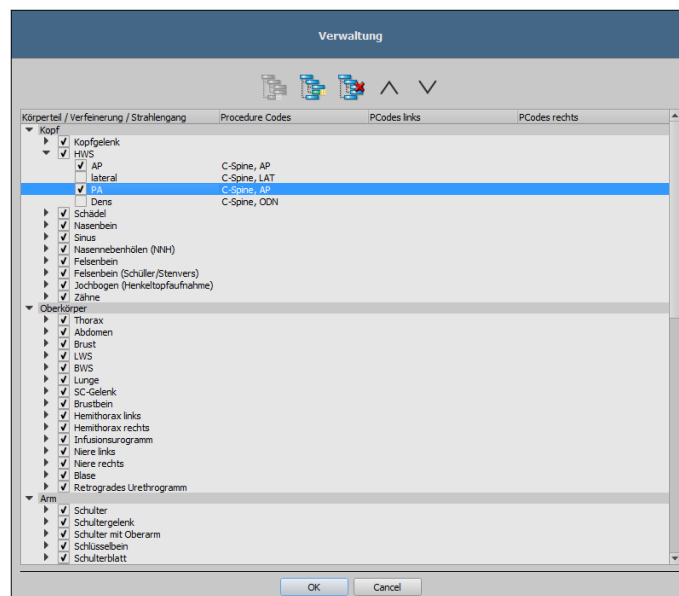 Verwaltung
Körperteil / Verfeinerung / Strahlengang Procedure Codes PCodes links PCodes rechts
Kopf
Kopfgelenk
HWS
AP C-Spine, AP
lateral C-Spine, LAT
PA C-Spine, AP
Dens C-Spine, ODN
Schädel
Nasenbein
Sinus
Nasennebenhölen (NNH)
Felsenbein
Felsenbein (Schüller/Stenvers)
Jochbogen (Henkeltopfaufnahme)
Zähne
Oberkörper
Thorax
Abdomen
Brust
LWS
BWS
Lunge
SC-Gelenk
Brustbein
Hemithorax links
Hemithorax rechts
Infusionsurogramm
Niere links
Niere rechts
Blase
Retrogrades Urethrogramm
Arm
Schulter
Schultergelenk
Schulter mit Oberarm
Schlüsselbein
Schulterblatt
OK Cancel